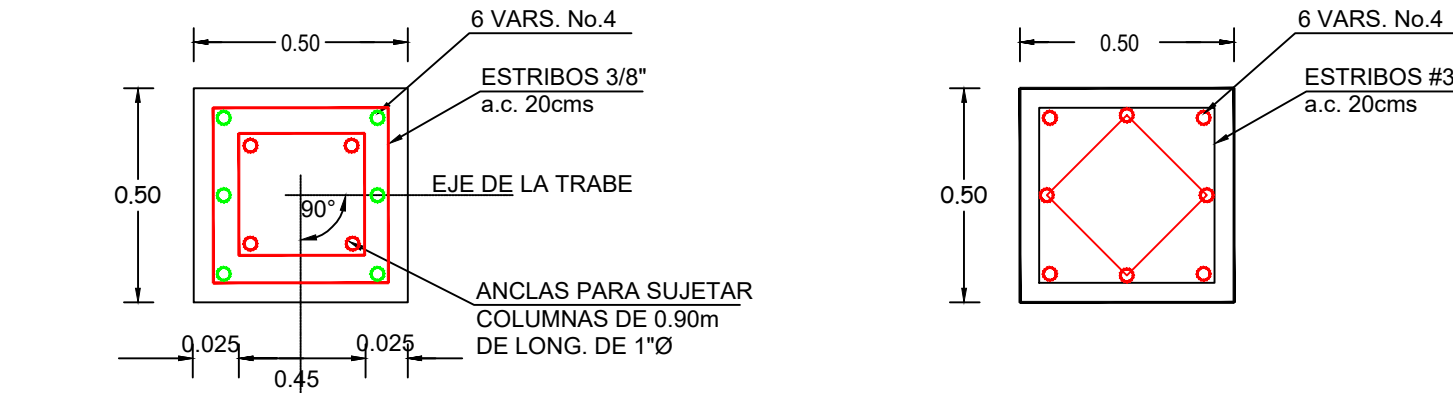 6 VARS. No.4
0.50
ESTRIBOS 3/8"
a.c. 20cms
0.50
EJE DE LA TRABE
90°
ANCLAS PARA SUJETAR
COLUMNAS DE 0.90m
DE LONG. DE 1"Ø
0.025
0.025
0.45
6 VARS. No.4
0.50
ESTRIBOS #3
a.c. 20cms
0.50